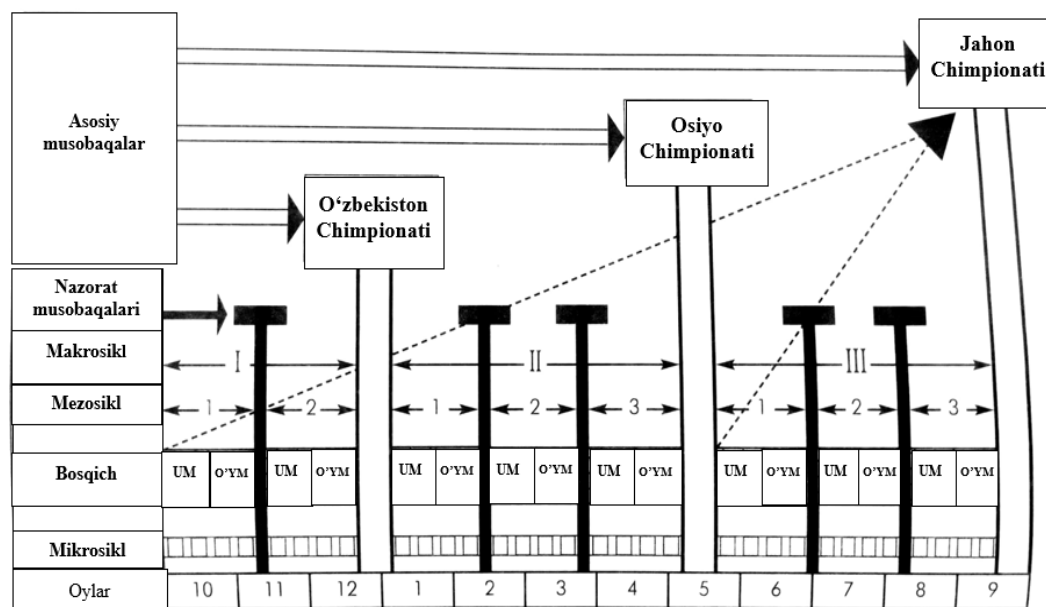 Jahon
Chimpionati
Asosiy
musobaqalar
Osiyo
Chimpionati
O‘zbekiston
Chimpionati
Nazorat
musobaqalari
Makrosikl
I
II
III
Mezosikl
1 2 1 2 3 1 2 3
Bosqich
UM O’YM UM O’YM UM O’YM UM O’YM UM O’YM UM O’YM UM O’YM UM O’YM
Mikrosikl
Oylar
10 11 12 1 2 3 4 5 6 7 8 9